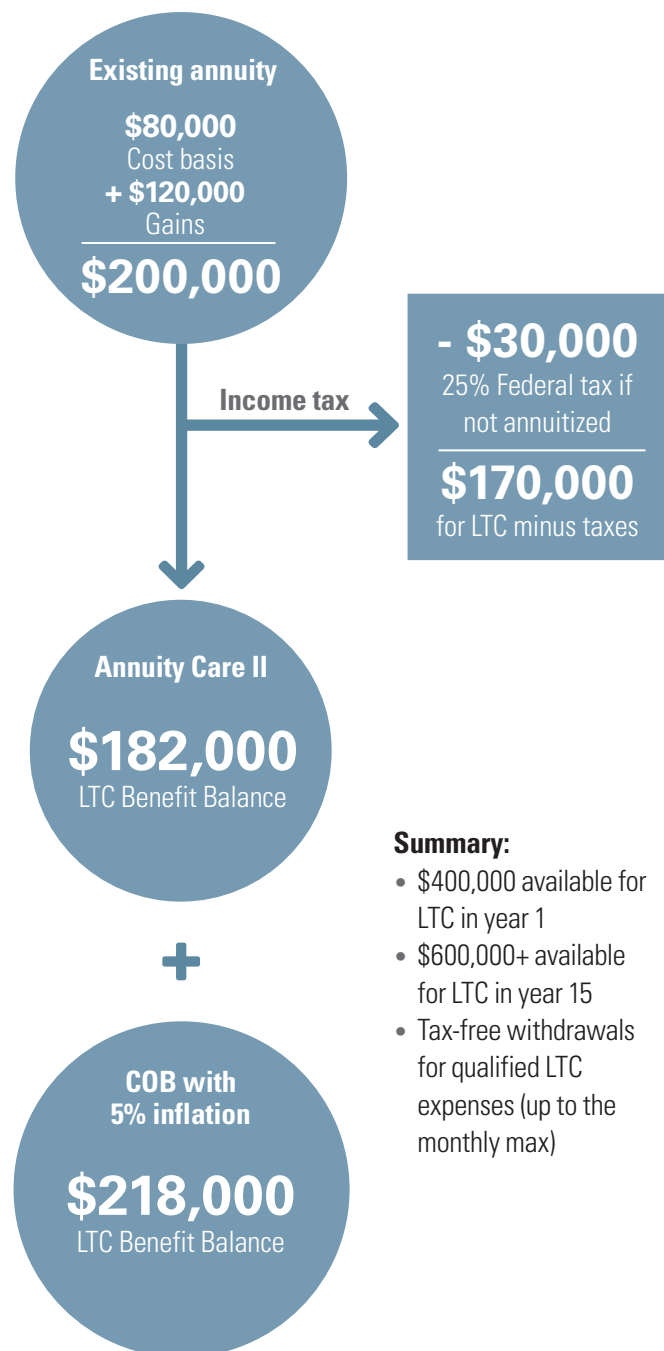 Existing annuity
$80,000
Cost basis
+ $120,000
Gains
$200,000
Income tax
- $30,000
25% Federal tax if
not annuitized
$170,000
for LTC minus taxes
Annuity Care II
$182,000
LTC Benefit Balance
+
COB with
5% inflation
$218,000
LTC Benefit Balance
Summary:
• $400,000 available for
LTC in year 1
• $600,000+ available
for LTC in year 15
• Tax-free withdrawals
for qualified LTC
expenses (up to the
monthly max)